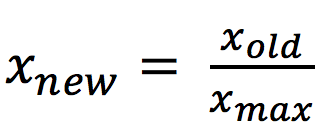 x_new = x_old / x_max